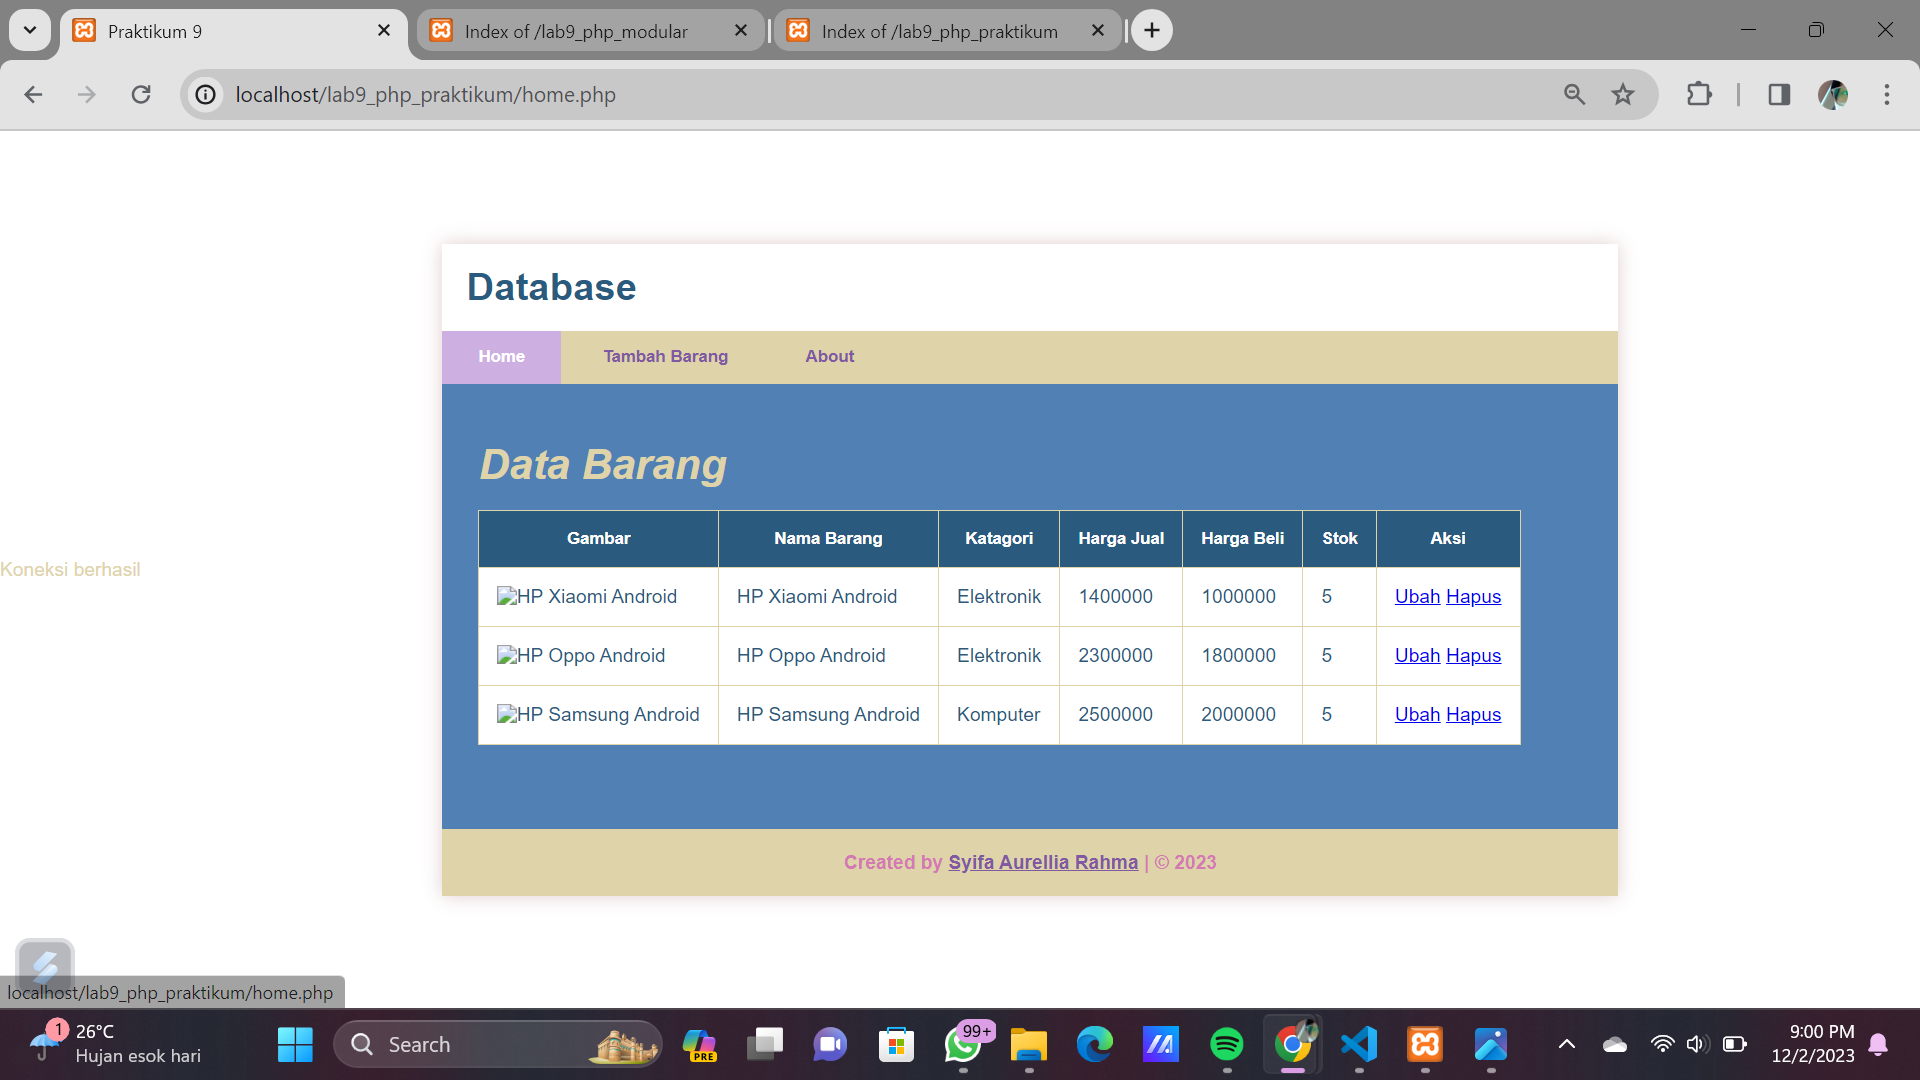 Praktikum 9
Index of /lab9_php_modular
Index of /lab9_php_praktikum
localhost/lab9_php_praktikum/home.php
Database
Home Tambah Barang About
Data Barang
Gambar Nama Barang Katagori Harga Jual Harga Beli Stok Aksi
HP Xiaomi Android HP Xiaomi Android Elektronik 1400000 1000000 5 Ubah Hapus
HP Oppo Android HP Oppo Android Elektronik 2300000 1800000 5 Ubah Hapus
HP Samsung Android HP Samsung Android Komputer 2500000 2000000 5 Ubah Hapus
Koneksi berhasil
Created by Syifa Aurellia Rahma | © 2023
localhost/lab9_php_praktikum/home.php
1
26°C
Hujan esok hari
Search
PRE
99+
9:00 PM
12/2/2023